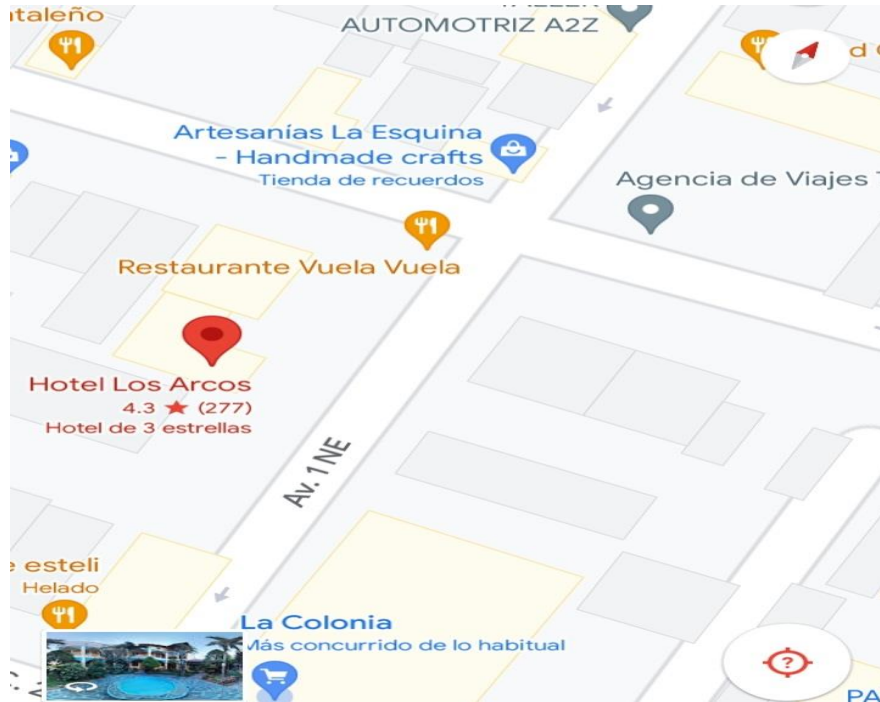 taleño
TALLER
AUTOMOTRIZ A2Z
d
Artesanías La Esquina
- Handmade crafts
Tienda de recuerdos
Agencia de Viajes T
Restaurante Vuela Vuela
Hotel Los Arcos
4.3 ★ (277)
Hotel de 3 estrellas
Av. 1 NE
e esteli
Helado
La Colonia
Más concurrido de lo habitual
?
PA